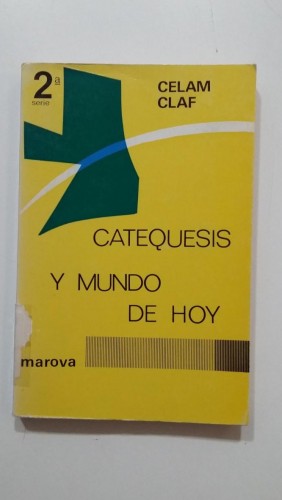 2ª
serie
CELAM
CLAF
CATEQUESIS
Y MUNDO
DE HOY
marova